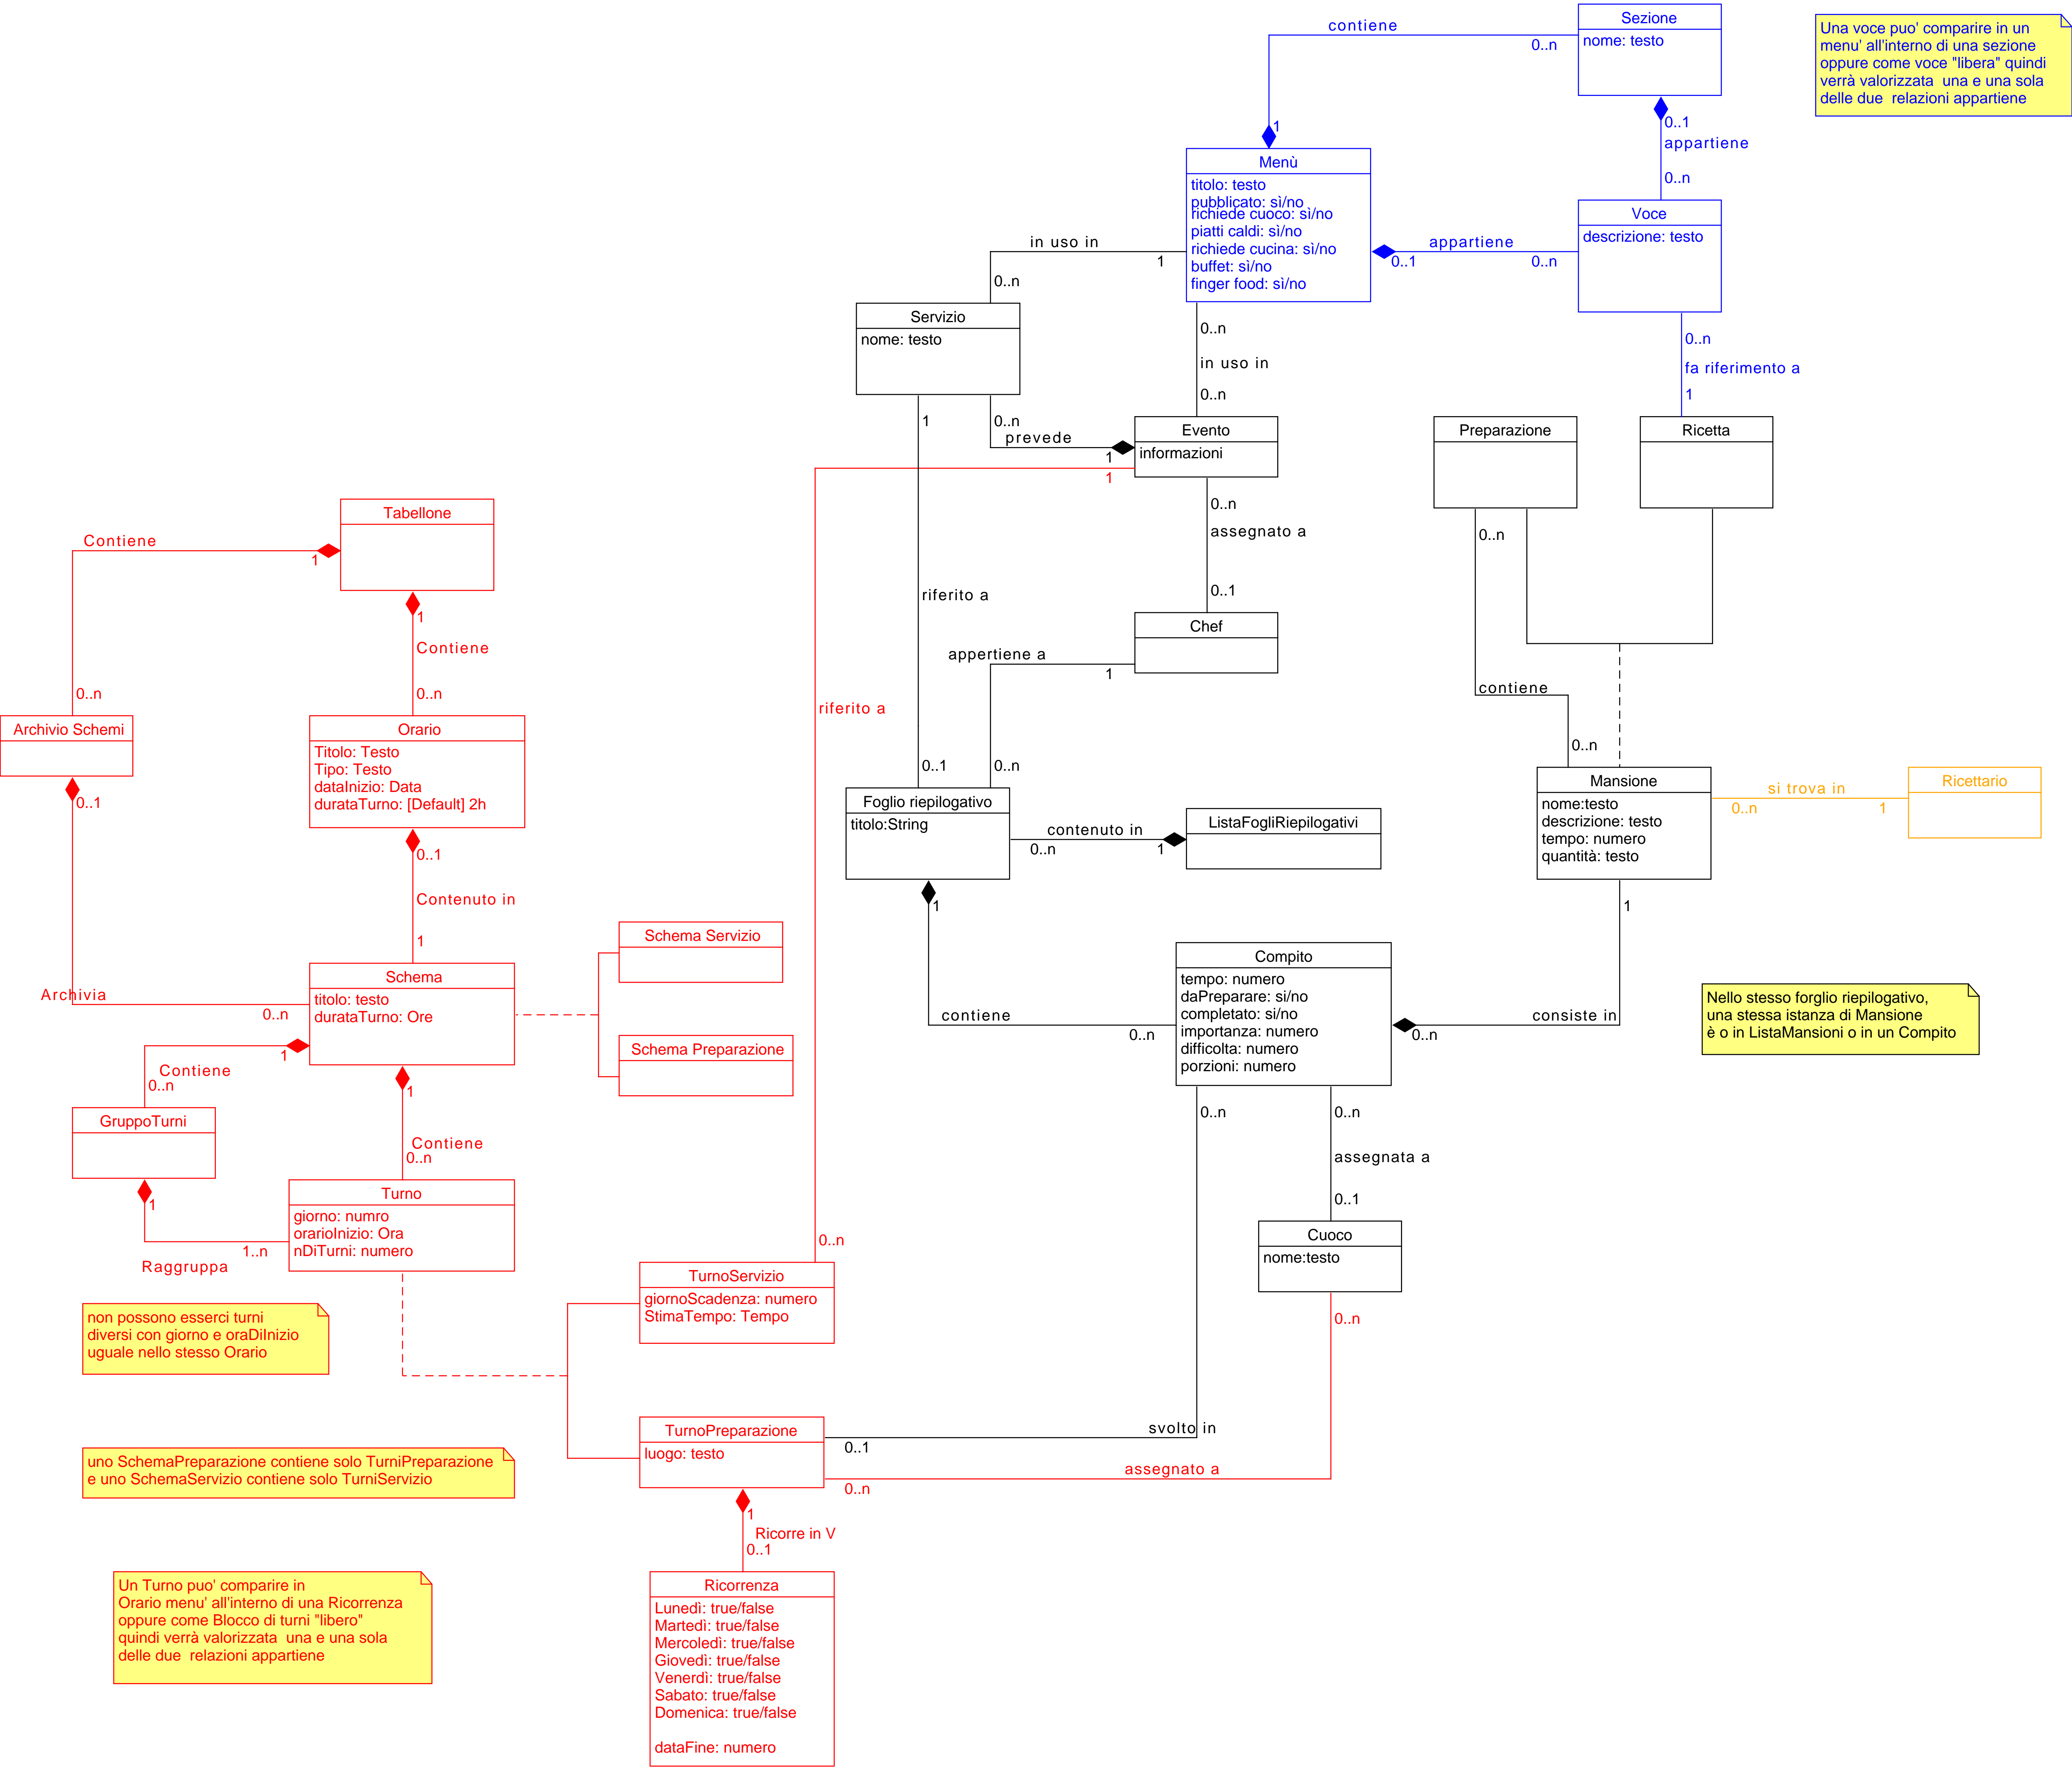 contiene
0..n
1
Sezione
nome: testo
Una voce puo' comparire in un
menu' all'interno di una sezione
oppure come voce "libera" quindi
verrà valorizzata  una e una sola
delle due  relazioni appartiene
0..1
appartiene
0..n
Menù
titolo: testo
pubblicato: sì/no
richiede cuoco: sì/no
piatti caldi: sì/no
richiede cucina: sì/no
buffet: sì/no
finger food: sì/no
appartiene
0..1
0..n
Voce
descrizione: testo
in uso in
1
0..n
Servizio
nome: testo
0..n
in uso in
0..n
0..n
fa riferimento a
1
1
0..n
prevede
1
1
Evento
informazioni
Preparazione
Ricetta
0..n
assegnato a
0..1
0..n
Tabellone
Contiene
1
1
Contiene
0..n
0..n
riferito a
Chef
appertiene a
1
riferito a
contiene
0..n
0..1
0..n
Archivio Schemi
Orario
Titolo: Testo
Tipo: Testo
dataInizio: Data
durataTurno: [Default] 2h
0..1
0..1
Contenuto in
1
Foglio riepilogativo
titolo:String
contenuto in
0..n
1
ListaFogliRiepilogativi
Mansione
nome:testo
descrizione: testo
tempo: numero
quantità: testo
si trova in
0..n
1
Ricettario
1
1
Schema Servizio
Schema Preparazione
Schema
titolo: testo
durataTurno: Ore
Archivia
0..n
1
Contiene
0..n
1
Contiene
0..n
contiene
0..n
Compito
tempo: numero
daPreparare: si/no
completato: si/no
importanza: numero
difficolta: numero
porzioni: numero
consiste in
0..n
Nello stesso forglio riepilogativo,
una stessa istanza di Mansione
è o in ListaMansioni o in un Compito
GruppoTurni
1
1..n
Raggruppa
Turno
giorno: numro
orarioInizio: Ora
nDiTurni: numero
0..n
0..n
assegnata a
0..1
Cuoco
nome:testo
0..n
0..n
TurnoServizio
giornoScadenza: numero
StimaTempo: Tempo
non possono esserci turni
diversi con giorno e oraDiInizio
uguale nello stesso Orario
uno SchemaPreparazione contiene solo TurniPreparazione
e uno SchemaServizio contiene solo TurniServizio
TurnoPreparazione
luogo: testo
svolto in
0..1
assegnato a
0..n
1
Ricorre in V
0..1
Un Turno puo' comparire in
Orario menu' all'interno di una Ricorrenza
oppure come Blocco di turni "libero"
quindi verrà valorizzata  una e una sola
delle due  relazioni appartiene
Ricorrenza
Lunedì: true/false
Martedì: true/false
Mercoledì: true/false
Giovedì: true/false
Venerdì: true/false
Sabato: true/false
Domenica: true/false
dataFine: numero